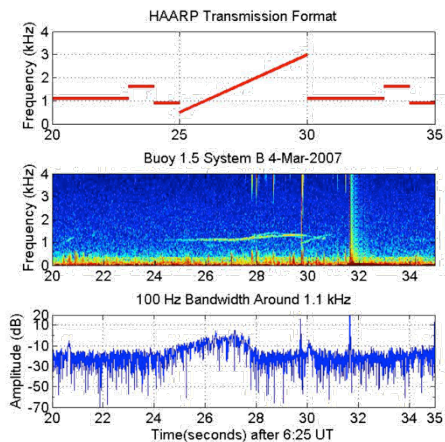 HAARP Transmission Format
Frequency (kHz)
4
3
2
1
0
20 25 30 35
Buoy 1.5 System B 4-Mar-2007
Frequency (kHz)
4
3
2
1
0
20 22 24 26 28 30 32 34
100 Hz Bandwidth Around 1.1 kHz
Amplitude (dB)
20
10
-10
-30
-50
-70
20 22 24 26 28 30 32 35
Time(seconds) after 6:25 UT